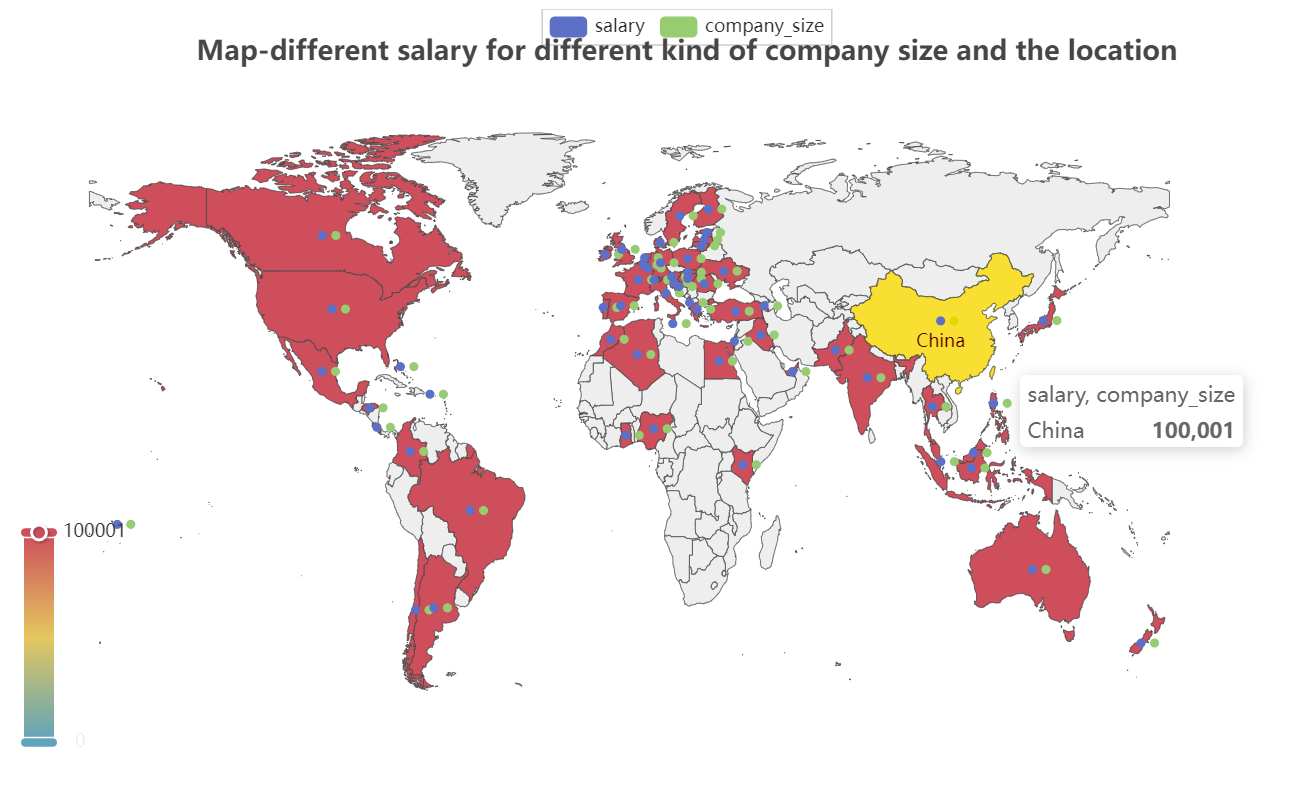 salary company_size
Map-different salary for different kind of company size and the location
China
salary, company_size
China 100,001
100001
0